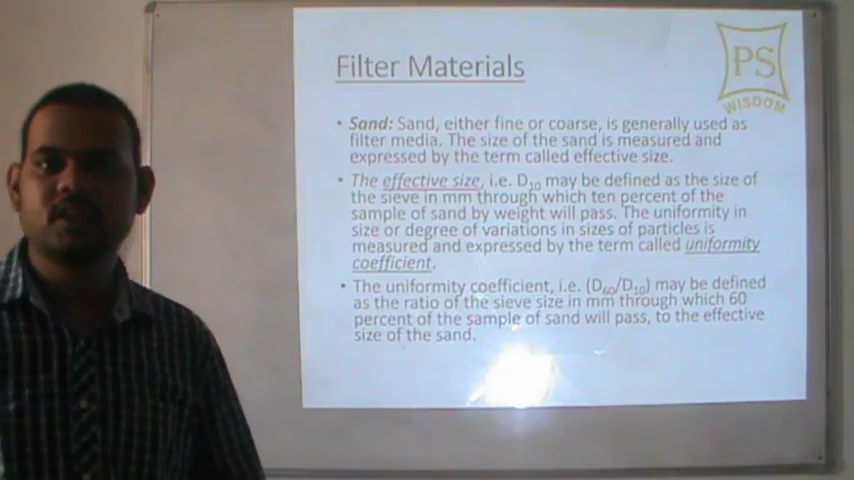 PS
WISDOM
Filter Materials
• Sand: Sand, either fine or coarse, is generally used as
filter media. The size of the sand is measured and
expressed by the term called effective size.
• The effective size, i.e. D10 may be defined as the size of
the sieve in mm through which ten percent of the
sample of sand by weight will pass. The uniformity in
size or degree of variations in sizes of particles is
measured and expressed by the term called uniformity
coefficient.
• The uniformity coefficient, i.e. (D60/D10) may be defined
as the ratio of the sieve size in mm through which 60
percent of the sample of sand will pass, to the effective
size of the sand.